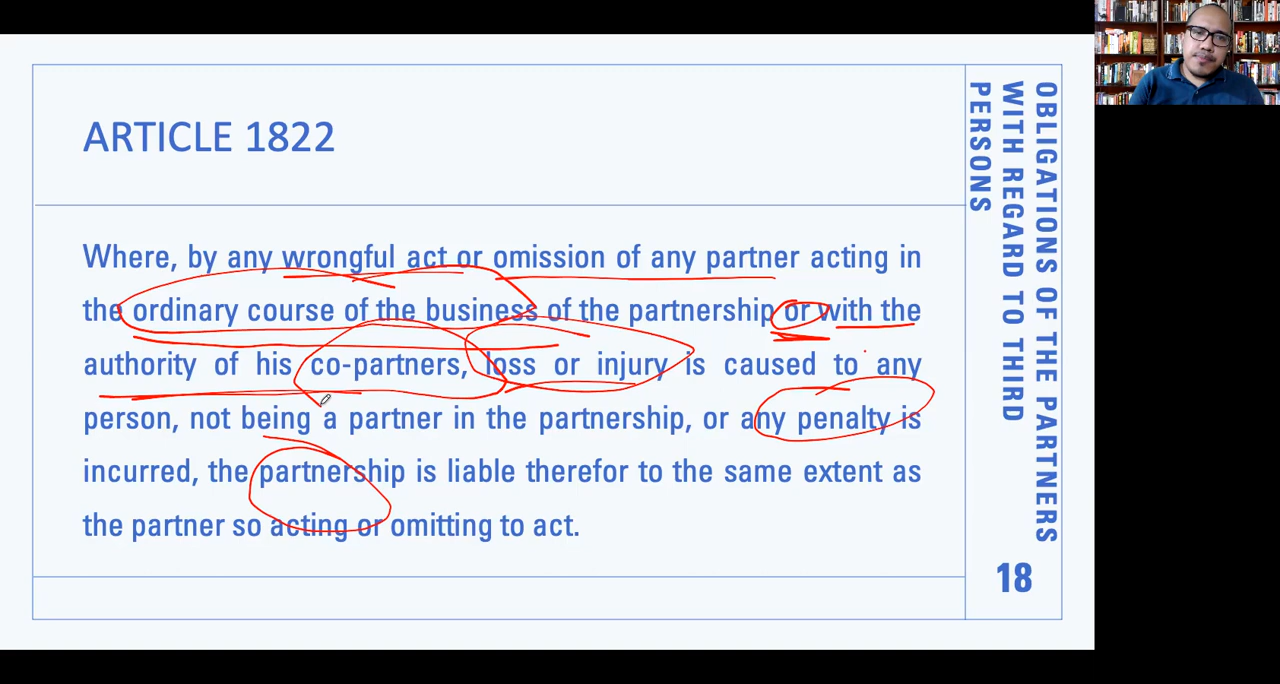 ARTICLE 1822
Where, by any wrongful act or omission of any partner acting in
the ordinary course of the business of the partnership or with the
authority of his co-partners, loss or injury is caused to any
person, not being a partner in the partnership, or any penalty is
incurred, the partnership is liable therefor to the same extent as
the partner so acting or omitting to act.
OBLIGATIONS OF THE PARTNERS
WITH REGARD TO THIRD
PERSONS
18